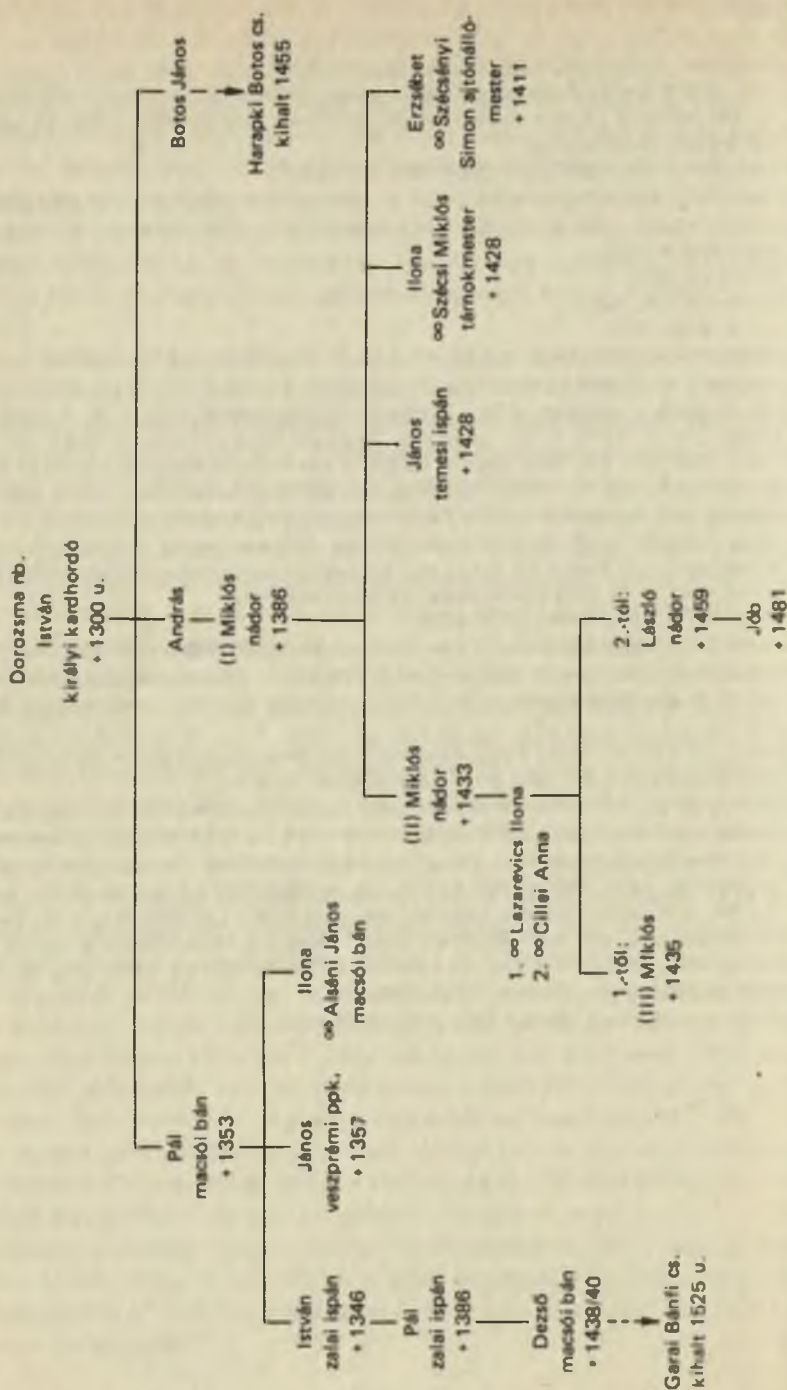 Dorozsma nb.
István
királyi kardhordó
+ 1300 u.
Pál
macsói bán
+ 1353
András
(I) Miklós
nádor
+ 1386
Botos János
Harapki Botos cs.
kihalt 1455
István
zalai ispán
+ 1346
János
veszprémi ppk.
+ 1357
Ilona
∞ Alsáni János
macsói bán
(II) Miklós
nádor
+ 1433
János
temesi ispán
+ 1428
Ilona
∞ Szécsi Miklós
tárnokmester
+ 1428
Erzsébet
∞ Szécsényi
Simon ajtónálló-
mester
+ 1411
Pál
zalai ispán
+ 1386
1. ∞ Lazarevics Ilona
2. ∞ Cillei Anna
Dezső
macsói bán
+ 1438/40
1.-től:
(III) Miklós
+ 1435
2.-tól:
László
nádor
+ 1459
Garai Bánfi cs.
kihalt 1525 u.
Jób
+ 1481